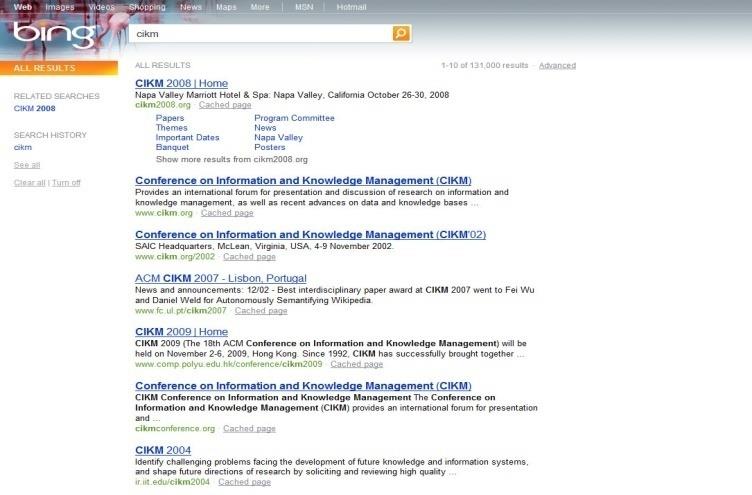 Web Images Videos Shopping News Maps More | MSN | Hotmail
bing
cikm
ALL RESULTS
RELATED SEARCHES
CIKM 2008
SEARCH HISTORY
cikm
See all
Clear all | Turn off
ALL RESULTS 1-10 of 131,000 results · Advanced
CIKM 2008 | Home
Napa Valley Marriott Hotel & Spa: Napa Valley, California October 26-30, 2008
cikm2008.org · Cached page
Papers Program Committee
Themes News
Important Dates Napa Valley
Banquet Posters
Show more results from cikm2008.org
Conference on Information and Knowledge Management (CIKM)
Provides an international forum for presentation and discussion of research on information and
knowledge management, as well as recent advances on data and knowledge bases ...
www.cikm.org · Cached page
Conference on Information and Knowledge Management (CIKM'02)
SAIC Headquarters, McLean, Virginia, USA, 4-9 November 2002.
www.cikm.org/2002 · Cached page
ACM CIKM 2007 - Lisbon, Portugal
News and announcements: 12/02 - Best interdisciplinary paper award at CIKM 2007 went to Fei Wu
and Daniel Weld for Autonomously Semantifying Wikipedia.
www.fc.ul.pt/cikm2007 · Cached page
CIKM 2009 | Home
CIKM 2009 (The 18th ACM Conference on Information and Knowledge Management) will be
held on November 2-6, 2009, Hong Kong. Since 1992, CIKM has successfully brought together ...
www.comp.polyu.edu.hk/conference/cikm2009 · Cached page
Conference on Information and Knowledge Management (CIKM)
CIKM Conference on Information and Knowledge Management The Conference on
Information and Knowledge Management (CIKM) provides an international forum for presentation
and ...
cikmconference.org · Cached page
CIKM 2004
Identify challenging problems facing the development of future knowledge and information systems,
and shape future directions of research by soliciting and reviewing high quality ...
ir.iit.edu/cikm2004 · Cached page